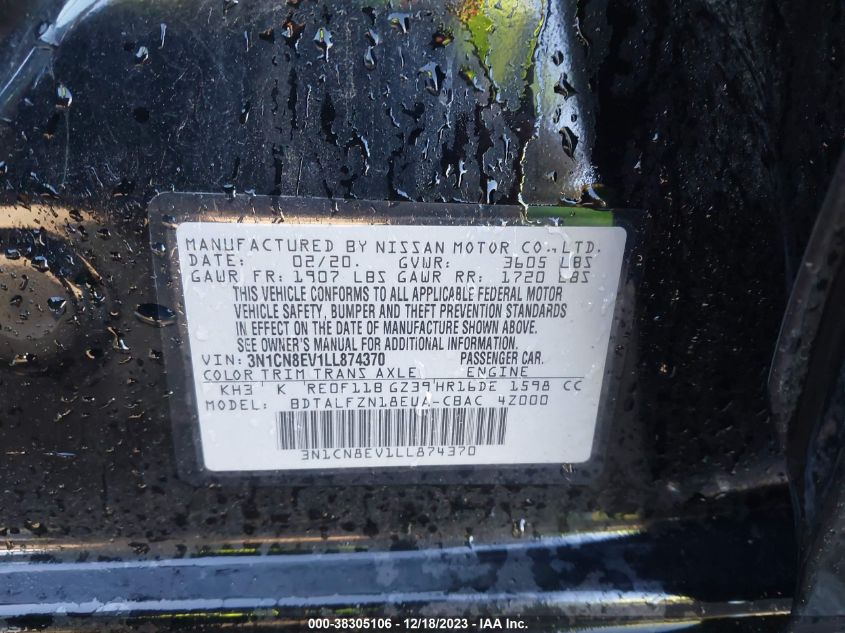 MANUFACTURED BY NISSAN MOTOR CO., LTD.
DATE: 02/20. GVWR: 3605 LBS
GAWR FR: 1907 LBS GAWR RR: 1720 LBS
THIS VEHICLE CONFORMS TO ALL APPLICABLE FEDERAL MOTOR
VEHICLE SAFETY, BUMPER AND THEFT PREVENTION STANDARDS
IN EFFECT ON THE DATE OF MANUFACTURE SHOWN ABOVE.
SEE OWNER'S MANUAL FOR ADDITIONAL INFORMATION.
VIN: 3N1CN8EV1LL874370 PASSENGER CAR.
COLOR TRIM TRANS AXLE ENGINE
KH3 K RE0F11B GZ39 HR16DE 1598 CC
MODEL: BDTALFZN18EUA-CBAC 4Z000
3N1CN8EV1LL874370
000-38305106 - 12/18/2023 - IAA Inc.